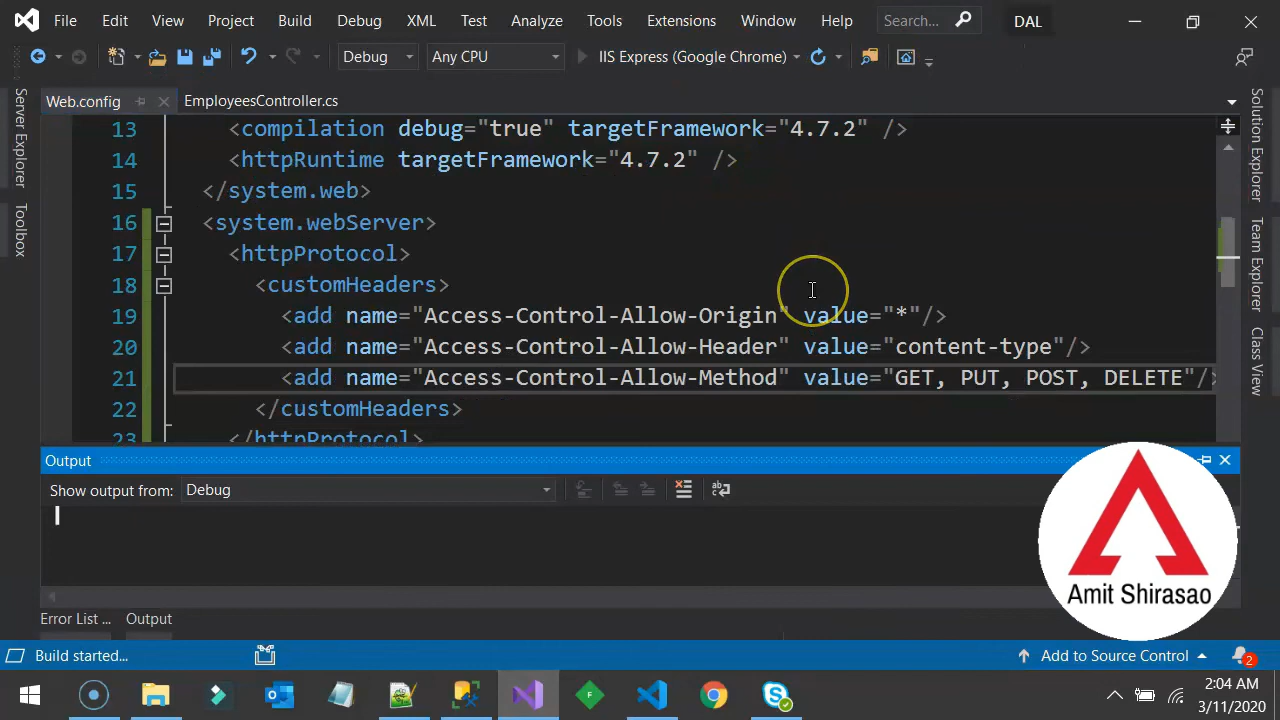 File Edit View Project Build Debug XML Test Analyze Tools Extensions Window Help Search... DAL
Debug Any CPU IIS Express (Google Chrome)
Web.config EmployeesController.cs
13 <compilation debug="true" targetFramework="4.7.2" />
14 <httpRuntime targetFramework="4.7.2" />
15 </system.web>
16 <system.webServer>
17 <httpProtocol>
18 <customHeaders>
19 <add name="Access-Control-Allow-Origin" value="*"/>
20 <add name="Access-Control-Allow-Header" value="content-type"/>
21 <add name="Access-Control-Allow-Method" value="GET, PUT, POST, DELETE"/>
22 </customHeaders>
23 </httpProtocol>
Server Explorer
Toolbox
Solution Explorer
Team Explorer
Class View
Output
Show output from: Debug
Amit Shirasao
Error List ... Output
Build started... Add to Source Control 2
2:04 AM
3/11/2020